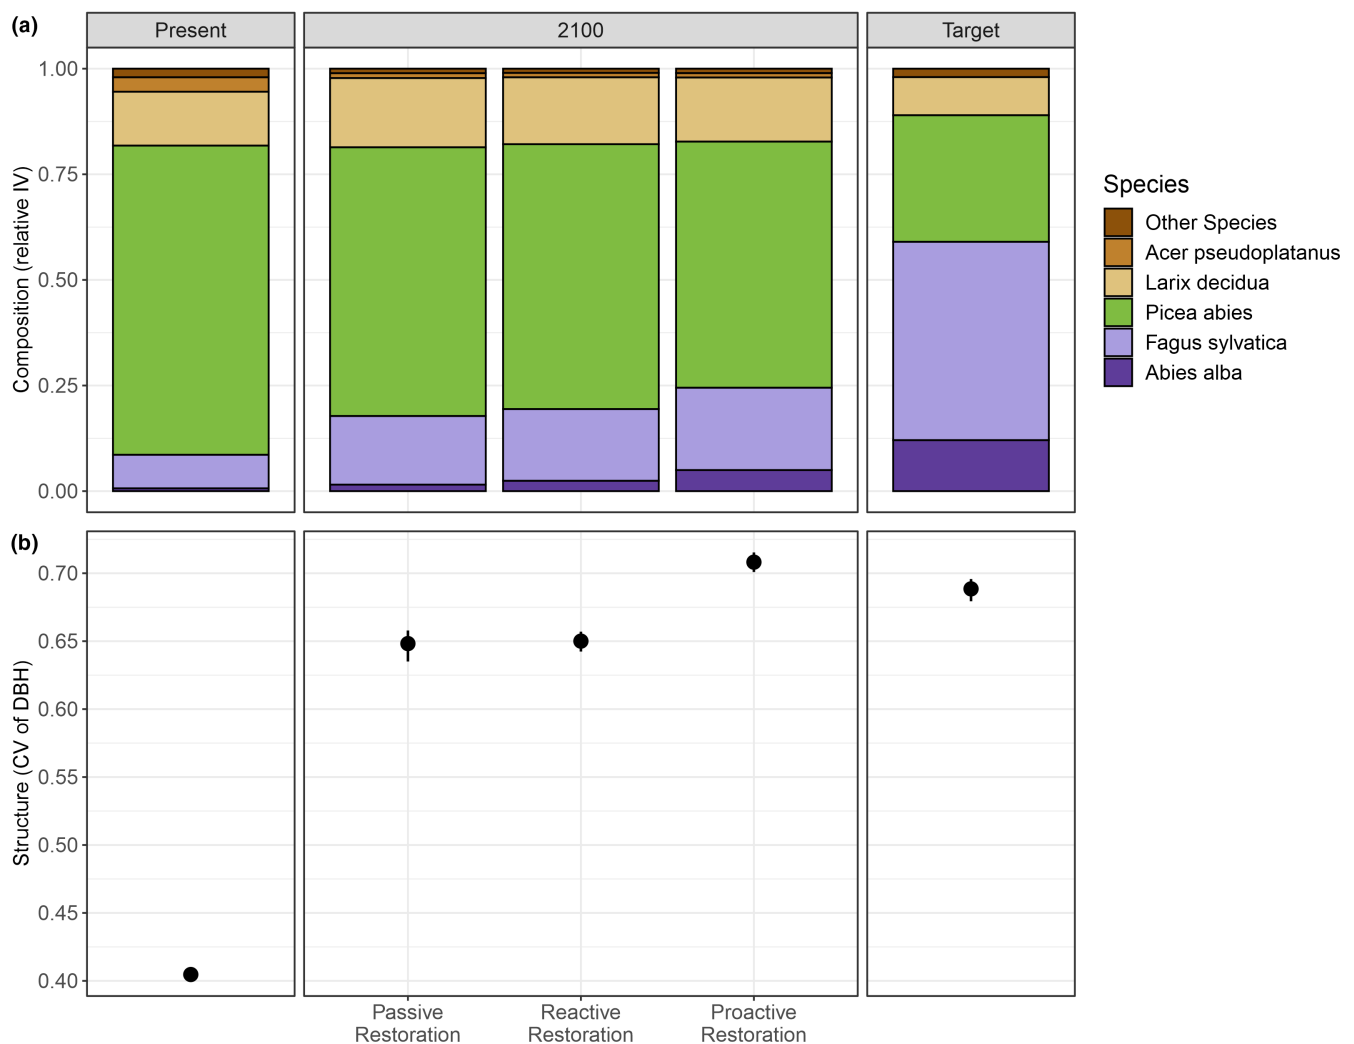 (a)
Present
2100
Target
Composition (relative IV)
1.00
0.75
0.50
0.25
0.00
Species
Other Species
Acer pseudoplatanus
Larix decidua
Picea abies
Fagus sylvatica
Abies alba
(b)
Structure (CV of DBH)
0.70
0.65
0.60
0.55
0.50
0.45
0.40
Passive
Restoration
Reactive
Restoration
Proactive
Restoration